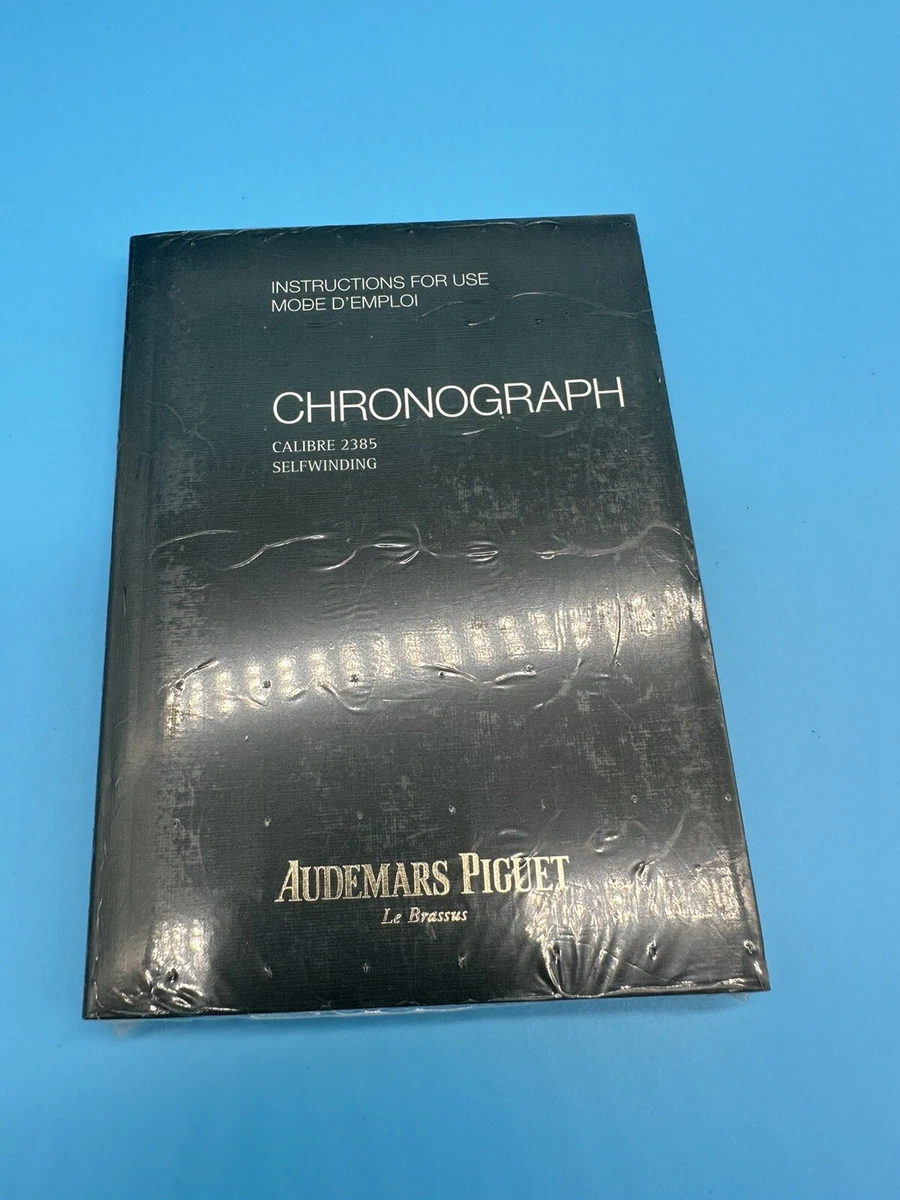 INSTRUCTIONS FOR USE
MODE D'EMPLOI
CHRONOGRAPH
CALIBRE 2385
SELFWINDING
AUDEMARS PIGUET
Le Brassus